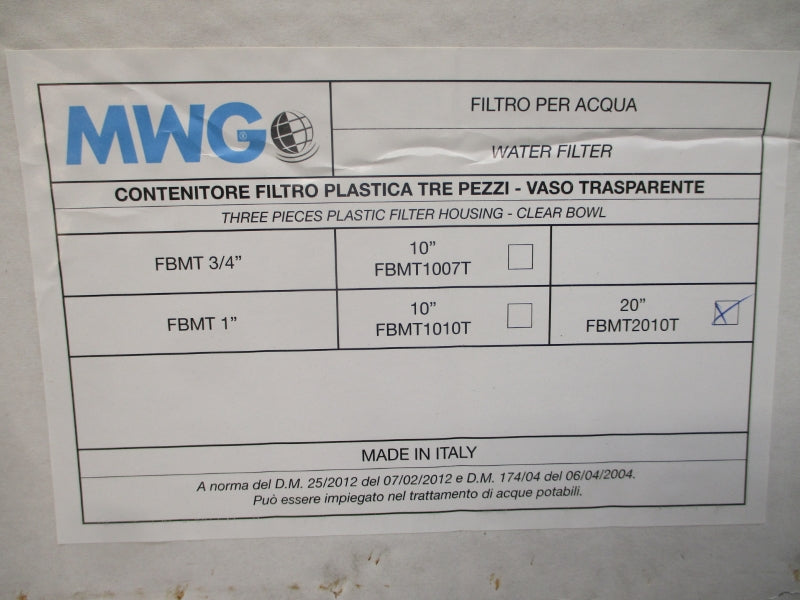 MWG
FILTRO PER ACQUA
WATER FILTER
CONTENITORE FILTRO PLASTICA TRE PEZZI - VASO TRASPARENTE
THREE PIECES PLASTIC FILTER HOUSING - CLEAR BOWL
FBMT 3/4”
10”
FBMT1007T
FBMT 1”
10”
FBMT1010T
20”
FBMT2010T
MADE IN ITALY
A norma del D.M. 25/2012 del 07/02/2012 e D.M. 174/04 del 06/04/2004.
Può essere impiegato nel trattamento di acque potabili.